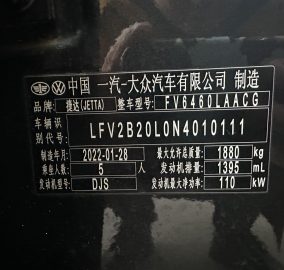 中国 一汽-大众汽车有限公司 制造
品牌: 捷达(JETTA) 整车型号: FV6460LAACG
车辆识别代号: LFV2B20L0N4010111
制造年月: 2022-01-28 最大允许总质量: 1880 kg
乘坐人数: 5 人 发动机排量: 1395 mL
发动机型号: DJS 发动机最大净功率: 110 kW